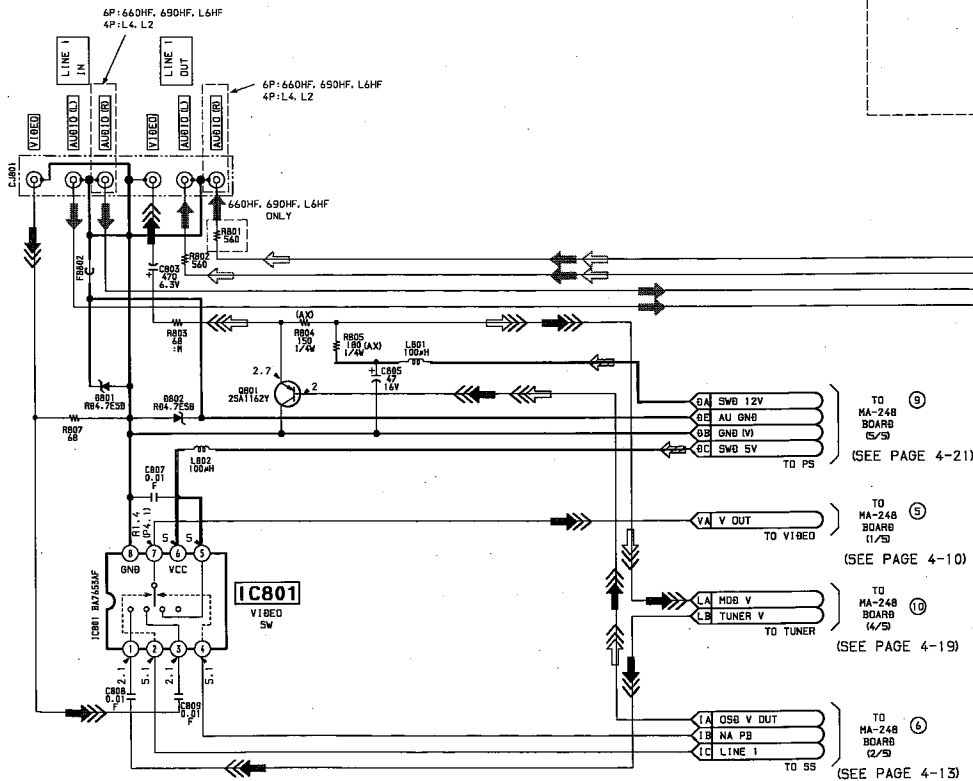 6P:660HF, 690HF, L6HF
4P:L4, L2
LINE 1
IN
LINE 1
OUT
6P:660HF, 690HF, L6HF
4P:L4, L2
VIDEO
AUDIO (L)
AUDIO (R)
VIDEO
AUDIO (L)
AUDIO (R)
CJ801
660HF, 690HF, L6HF
ONLY
R801
560
R802
560
FB802
C803
470
6.3V
R803
68
:M
(AX)
R804
150
1/4W
R805
180 (AX)
1/4W
L801
100µH
C805
47
16V
2.7
2
Q801
2SA1162Y
D801
RD4.7ESB
D802
RD4.7ESB
R807
68
L802
100µH
C807
0.01
F
DA SWD 12V
DE AU GND
DB GND (V)
DC SWD 5V
TO PS
TO
MA-248
BOARD
(5/5)
9
(SEE PAGE 4-21)
R1.4
(P4.1)
5
5
8
7
6
5
GND
VCC
IC801 BA7653AF
IC801
VIDEO
SW
1
2
3
4
2.1
5.1
2.1
5.1
C808
0.01
F
C809
0.01
F
VA V OUT
TO VIDEO
TO
MA-248
BOARD
(1/5)
5
(SEE PAGE 4-10)
LA MOD V
LB TUNER V
TO TUNER
TO
MA-248
BOARD
(4/5)
10
(SEE PAGE 4-19)
IA OSD V OUT
IB NA PB
IC LINE 1
TO SS
TO
MA-248
BOARD
(2/5)
6
(SEE PAGE 4-13)